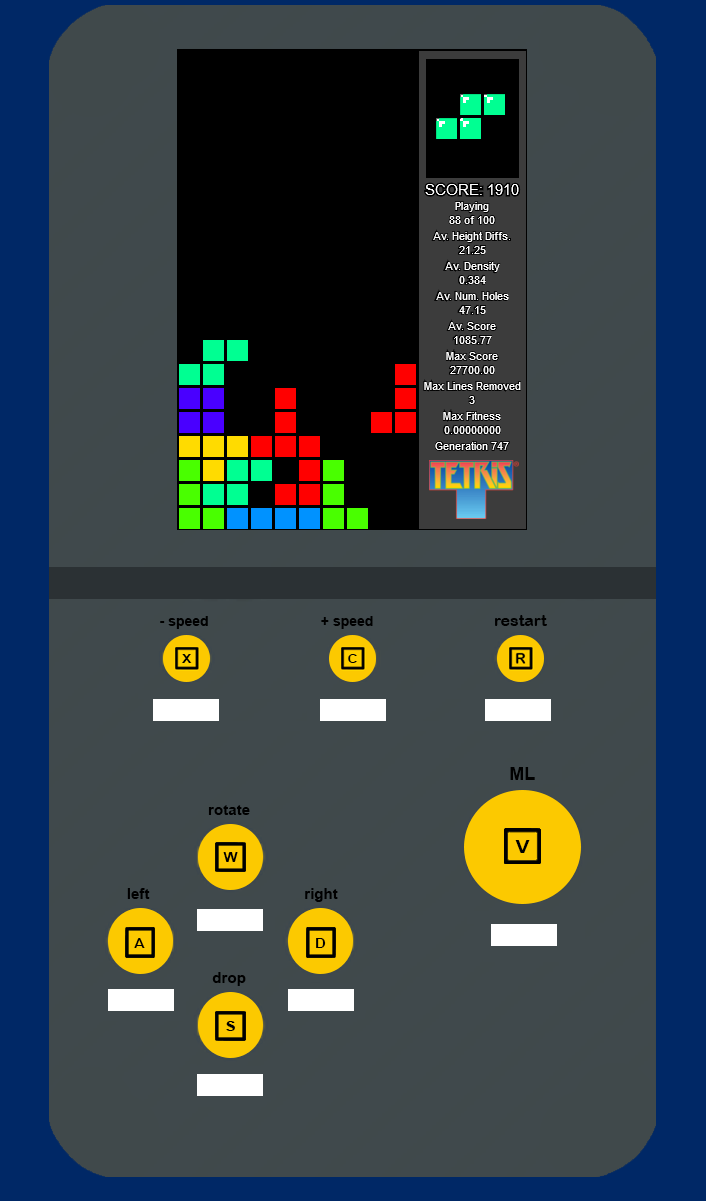 SCORE: 1910
Playing
88 of 100
Av. Height Diffs.
21.25
Av. Density
0.384
Av. Num. Holes
47.15
Av. Score
1085.77
Max Score
27700.00
Max Lines Removed
3
Max Fitness
0.00000000
Generation 747
TETRIS
- speed + speed restart
X C R
ML
V
rotate
W
left right
A D
drop
S